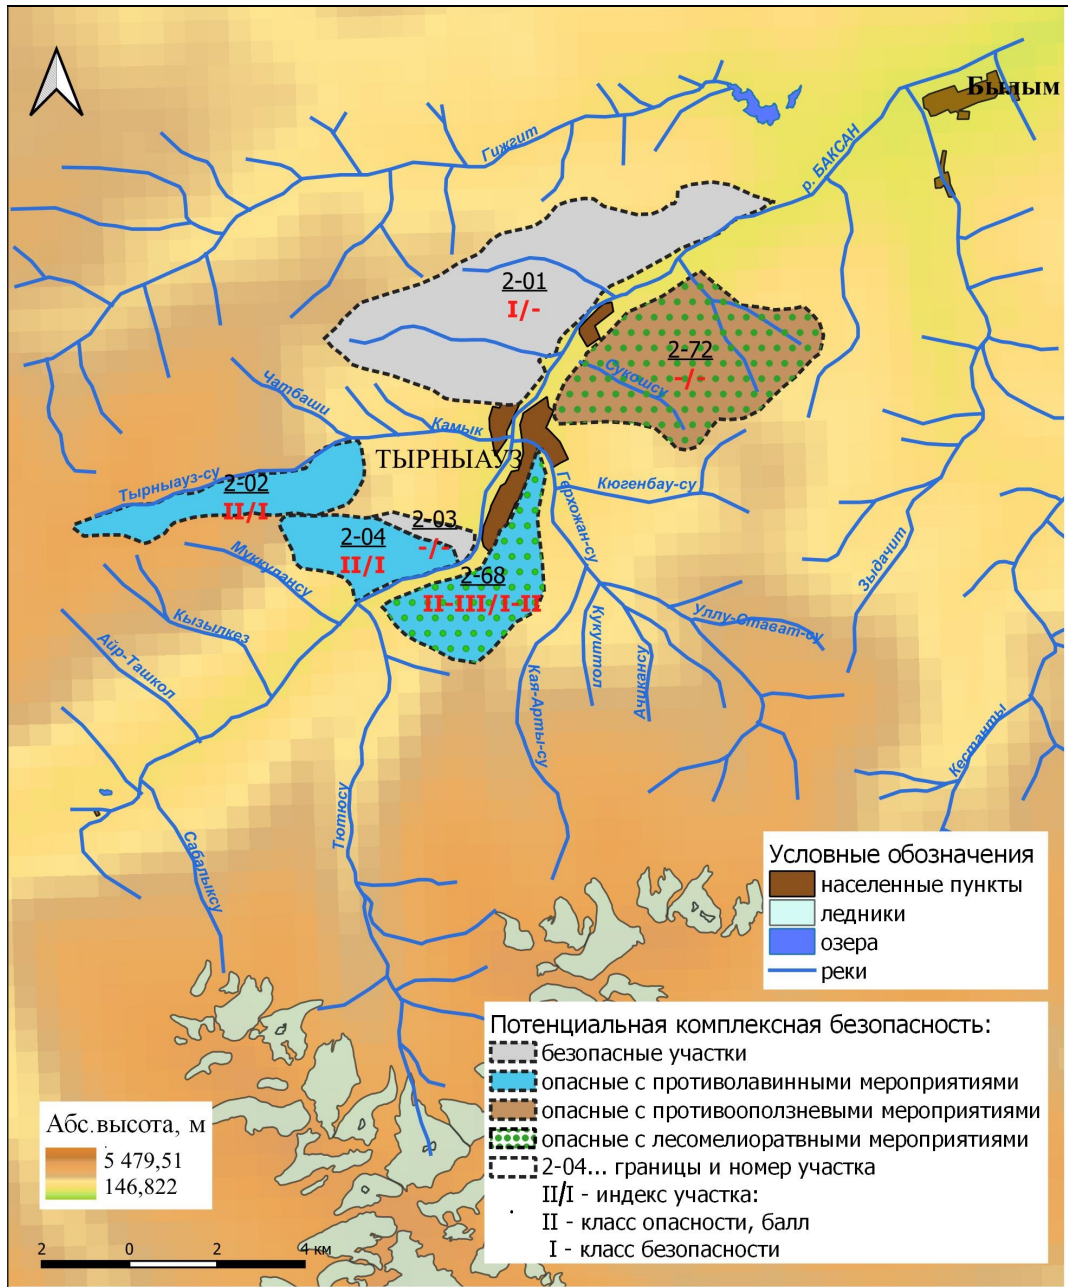 Былым
Гижгит
р. БАКСАН
2-01
I/-
2-72
-/-
Сукошсу
Чатбаши
Камык
ТЫРНЫАУЗ
Тырныауз-су
2-02
II/I
2-03
-/-
2-04
II/I
2-68
II-III/I-II
Герхожан-су
Кюгенбау-су
Зыдачит
Муккулансу
Кызылкез
Айр-Ташкол
Уллу-Стават-су
Кукуштоп
Ачикансу
Кая-Арты-су
Кестанты
Тютюсу
Сабалыксу
Условные обозначения
населенные пункты
ледники
озера
реки
Потенциальная комплексная безопасность:
безопасные участки
опасные с противолавинными мероприятиями
опасные с противооползневыми мероприятиями
опасные с лесомелиоратвными мероприятиями
2-04... границы и номер участка
II/I - индекс участка:
II - класс опасности, балл
I - класс безопасности
Абс.высота, м
5 479,51
146,822
2 0 2 4 км